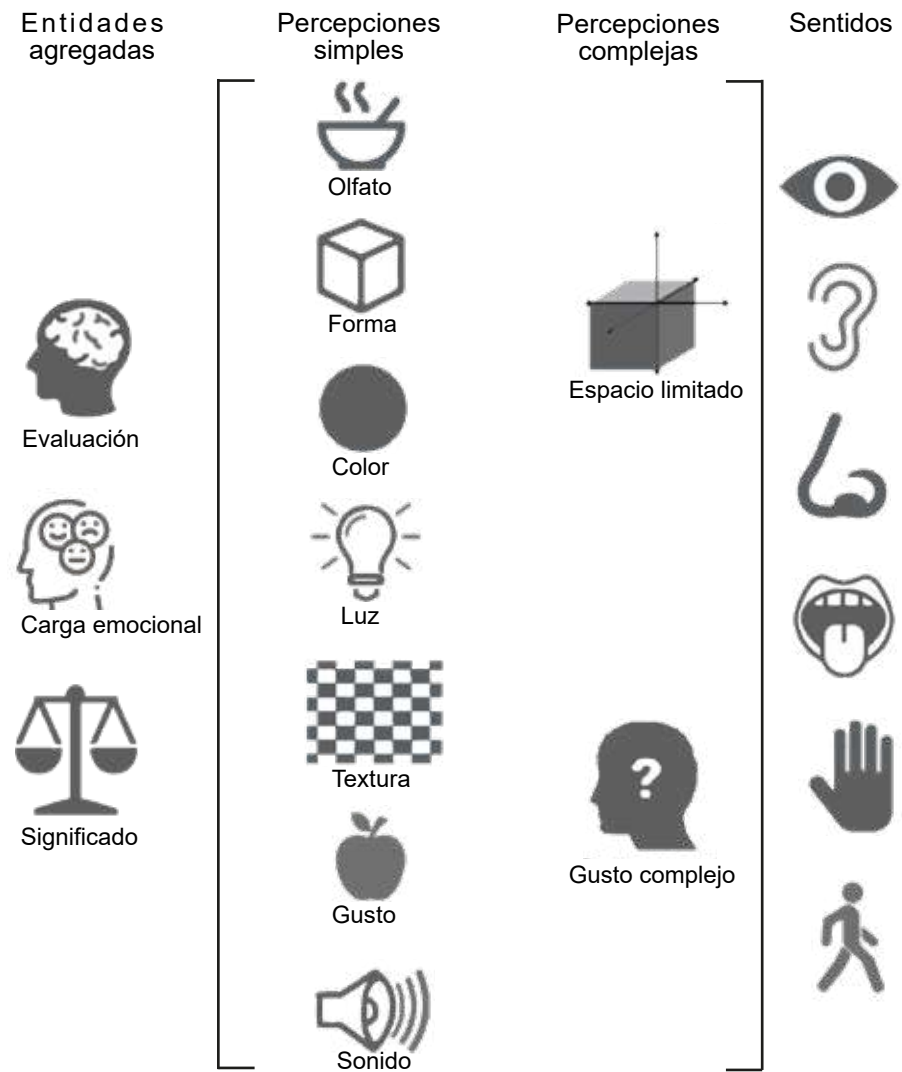 Entidades
agregadas
Percepciones
simples
Percepciones
complejas
Sentidos
Olfato
Forma
Espacio limitado
Evaluación
Color
Luz
Carga emocional
Textura
Significado
Gusto complejo
Gusto
Sonido
?